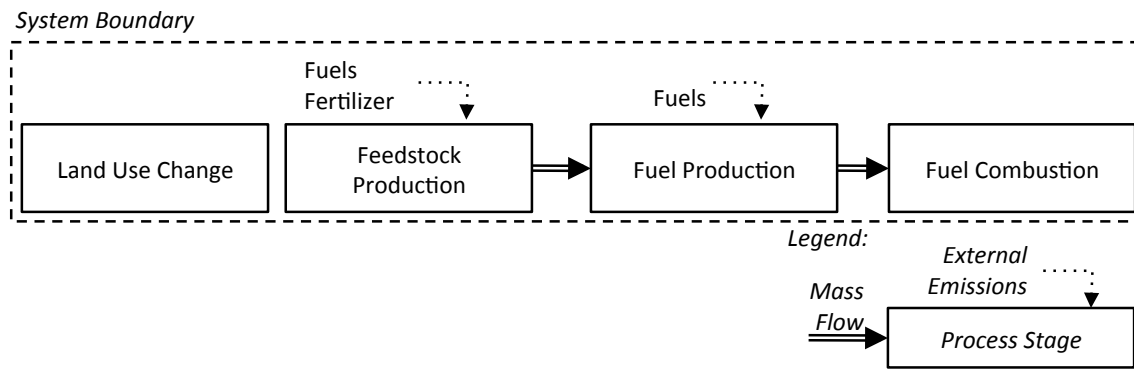 System Boundary
Fuels
Fertilizer
Fuels
Land Use Change
Feedstock
Production
Fuel Production
Fuel Combustion
Legend:
External
Emissions
Mass
Flow
Process Stage